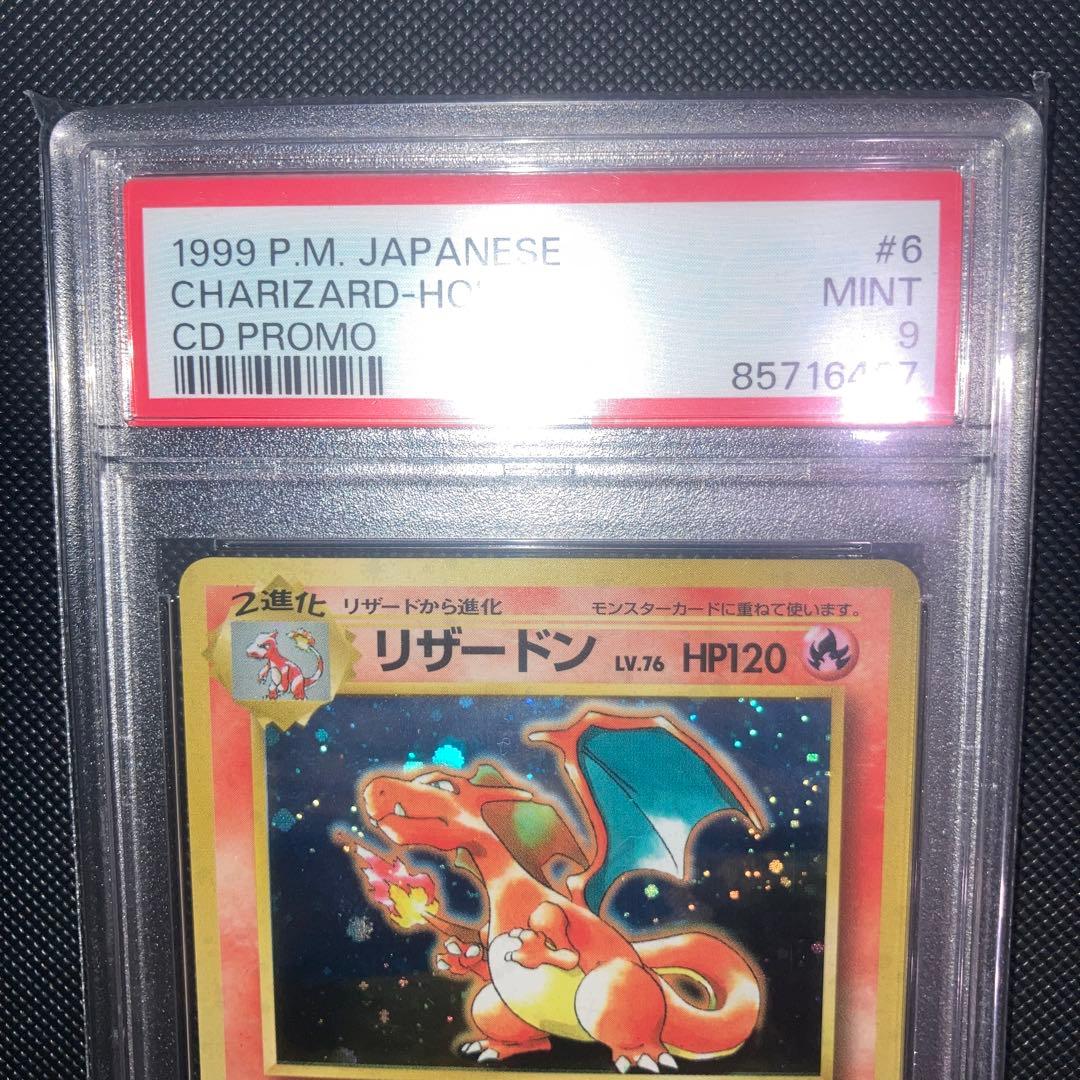 1999 P.M. JAPANESE #6
CHARIZARD-HO MINT
CD PROMO 9
2進化 リザードから進化 モンスターカードに重ねて使います。
リザードン LV.76 HP120